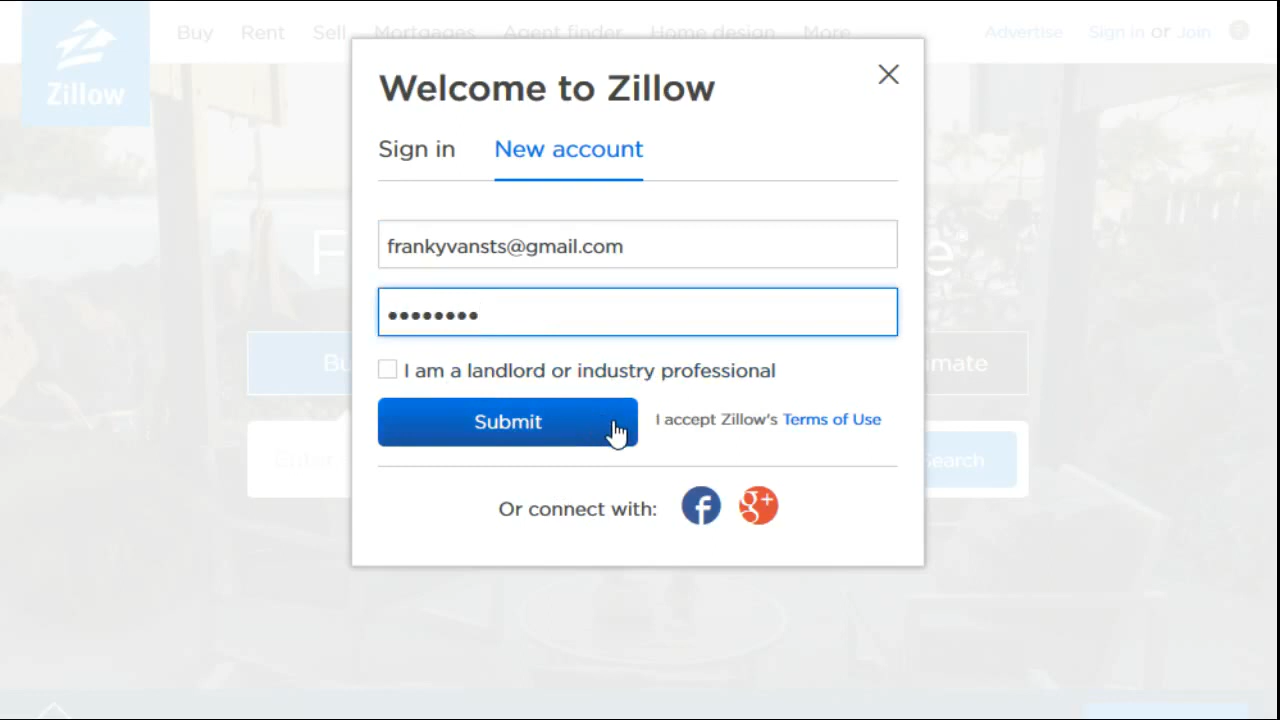 Buy Rent Sell Mortgages Agent finder Home design More Advertise Sign in or Join ?
Zillow
Welcome to Zillow
Sign in New account
frankyvansts@gmail.com
I am a landlord or industry professional
Submit I accept Zillow's Terms of Use
Enter
Search
Or connect with: f g+